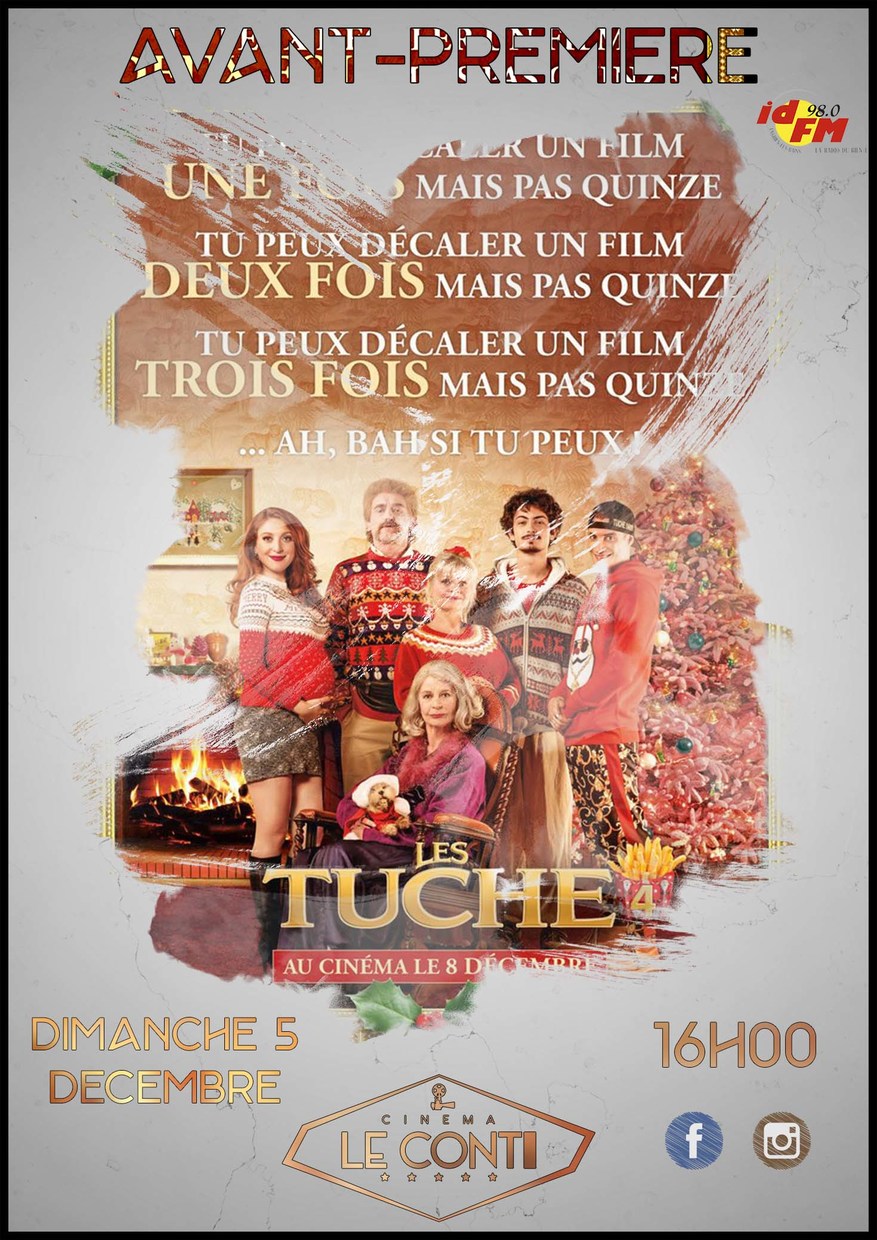 AVANT-PREMIERE
idFM 98.0
DÉCALER UN FILM
UNE FOIS MAIS PAS QUINZE
TU PEUX DÉCALER UN FILM
DEUX FOIS MAIS PAS QUINZE
TU PEUX DÉCALER UN FILM
TROIS FOIS MAIS PAS QUINZE
... AH, BAH SI TU PEUX !
LES
TUCHE 4
AU CINÉMA LE 8 DÉCEMBRE
DIMANCHE 5
DECEMBRE
16H00
CINEMA
LE CONTI